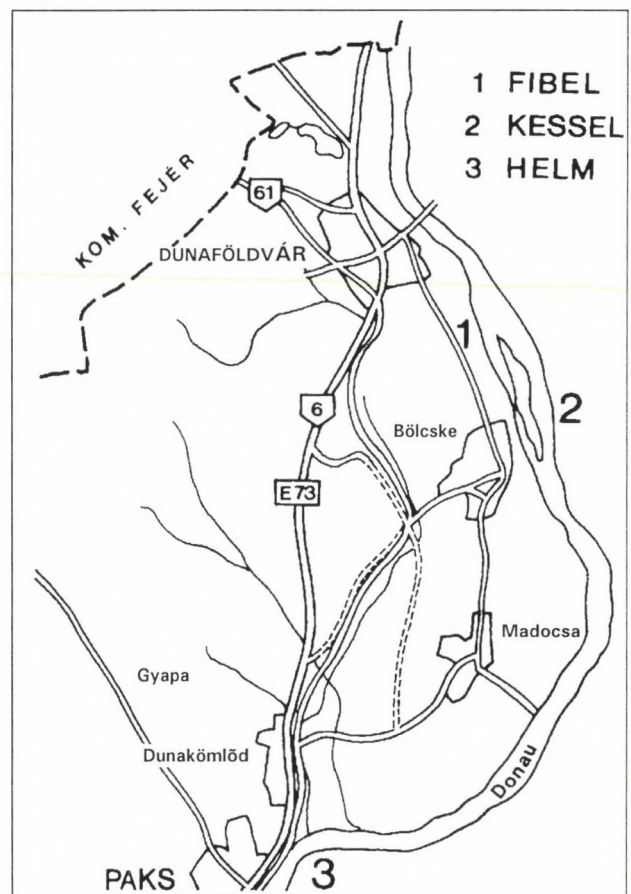 1 FIBEL
2 KESSEL
3 HELM
KOM. FEJÉR
61
DUNAFÖLDVÁR
1
6
2
Bölcske
E73
Madocsa
Gyapa
Dunakömlõd
Donau
PAKS
3